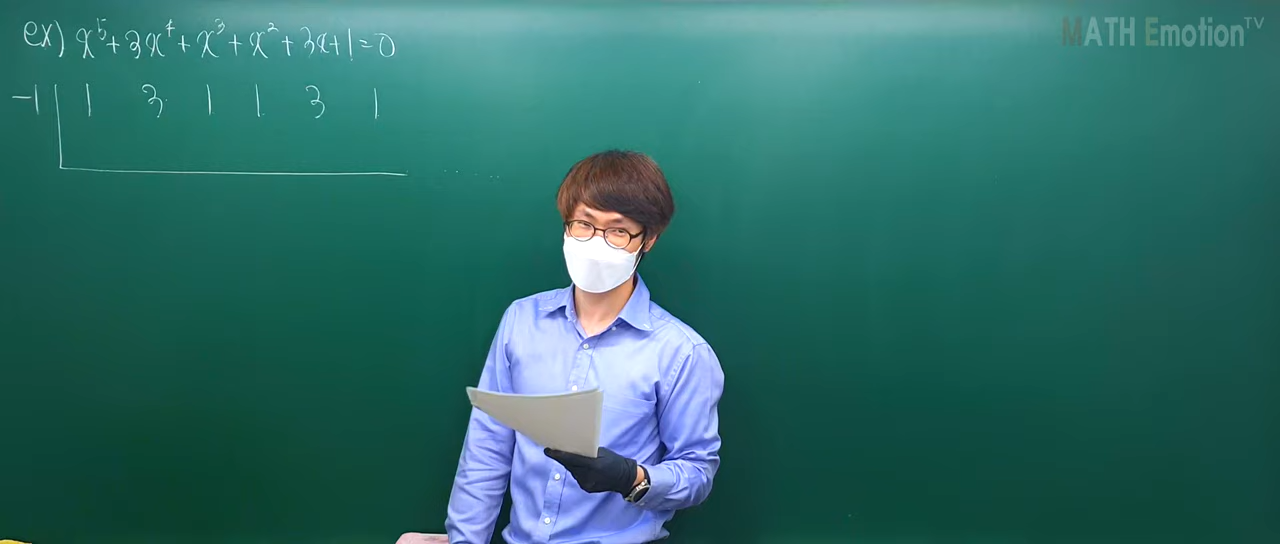 ex) x⁵+3x⁴+x³+x²+3x+1=0
-1 1 3 1 1 3 1
MATH Emotion TV